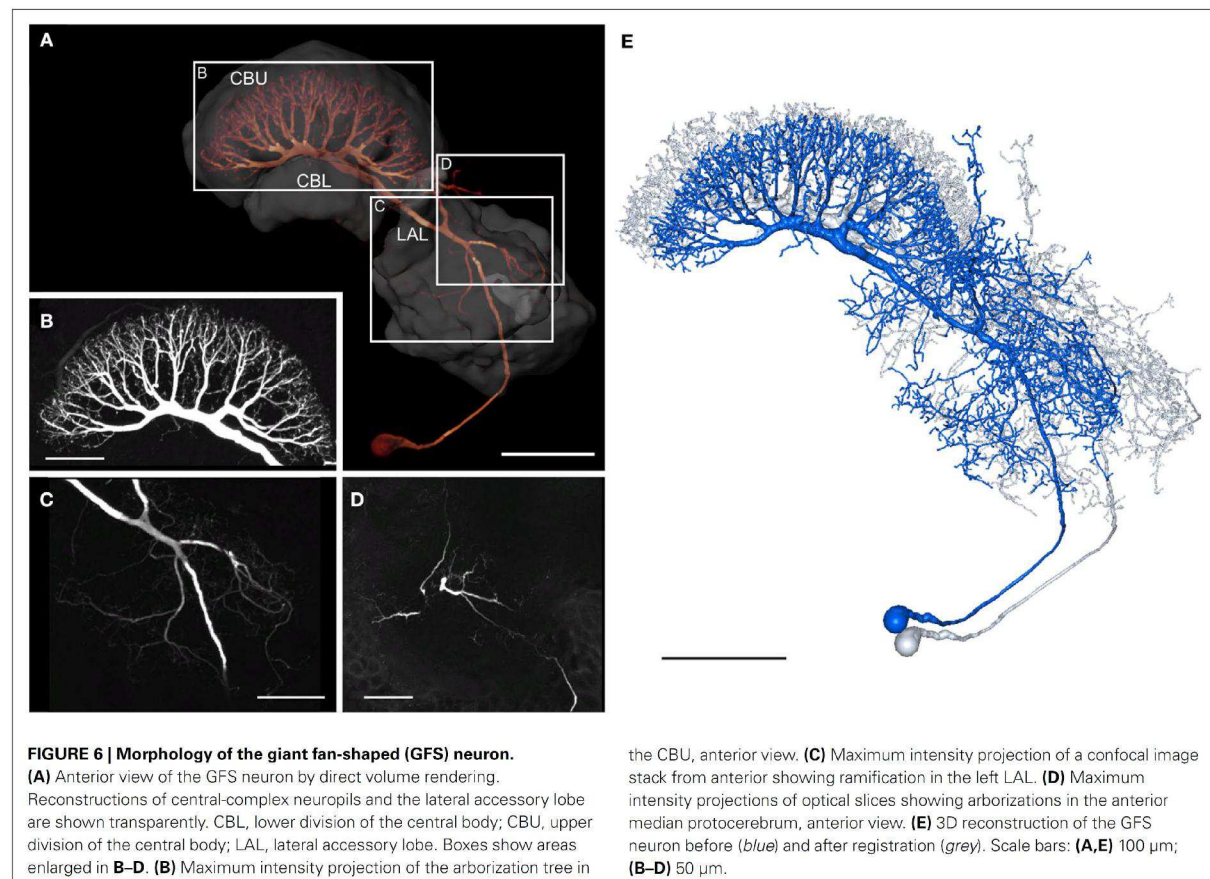 A
B
CBU
CBL
D
C
LAL
B
C
D
E
FIGURE 6 | Morphology of the giant fan-shaped (GFS) neuron.
(A) Anterior view of the GFS neuron by direct volume rendering.
Reconstructions of central-complex neuropils and the lateral accessory lobe
are shown transparently. CBL, lower division of the central body; CBU, upper
division of the central body; LAL, lateral accessory lobe. Boxes show areas
enlarged in B–D. (B) Maximum intensity projection of the arborization tree in
the CBU, anterior view. (C) Maximum intensity projection of a confocal image
stack from anterior showing ramification in the left LAL. (D) Maximum
intensity projections of optical slices showing arborizations in the anterior
median protocerebrum, anterior view. (E) 3D reconstruction of the GFS
neuron before (blue) and after registration (grey). Scale bars: (A,E) 100 µm;
(B–D) 50 µm.